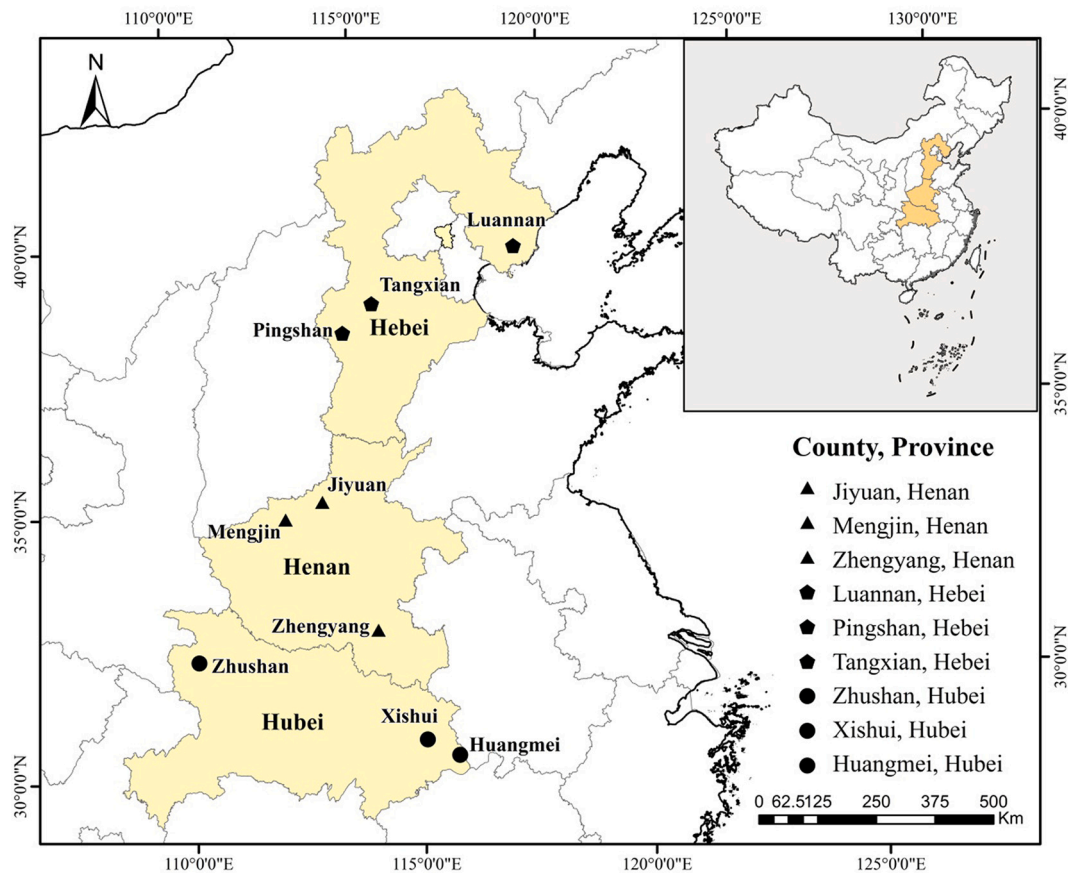 110°0'0"E 115°0'0"E 120°0'0"E 125°0'0"E 130°0'0"E
N
40°0'0"N
40°0'0"N
35°0'0"N
35°0'0"N
30°0'0"N
30°0'0"N
Luannan
Tangxian
Pingshan
Hebei
Jiyuan
Mengjin
Henan
Zhengyang
Zhushan
Xishui
Hubei
Huangmei
County, Province
Jiyuan, Henan
Mengjin, Henan
Zhengyang, Henan
Luannan, Hebei
Pingshan, Hebei
Tangxian, Hebei
Zhushan, Hubei
Xishui, Hubei
Huangmei, Hubei
0 62.5125 250 375 500
Km
110°0'0"E 115°0'0"E 120°0'0"E 125°0'0"E